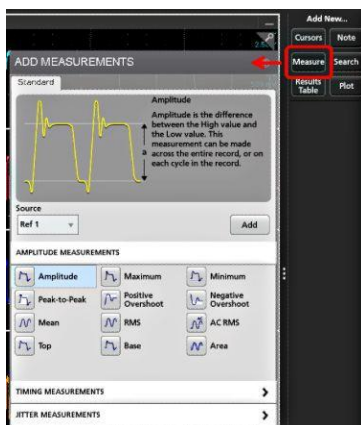 Add New...
Cursors Note
Measure Search
Results Table Plot
ADD MEASUREMENTS
Standard
Amplitude
Amplitude is the difference
between the High value and
the Low value. This
measurement can be made
a across the entire record, or on
each cycle in the record.
Source
Ref 1
Add
AMPLITUDE MEASUREMENTS
Amplitude Maximum Minimum
Peak-to-Peak Positive Overshoot Negative Overshoot
Mean RMS AC RMS
Top Base Area
TIMING MEASUREMENTS
JITTER MEASUREMENTS